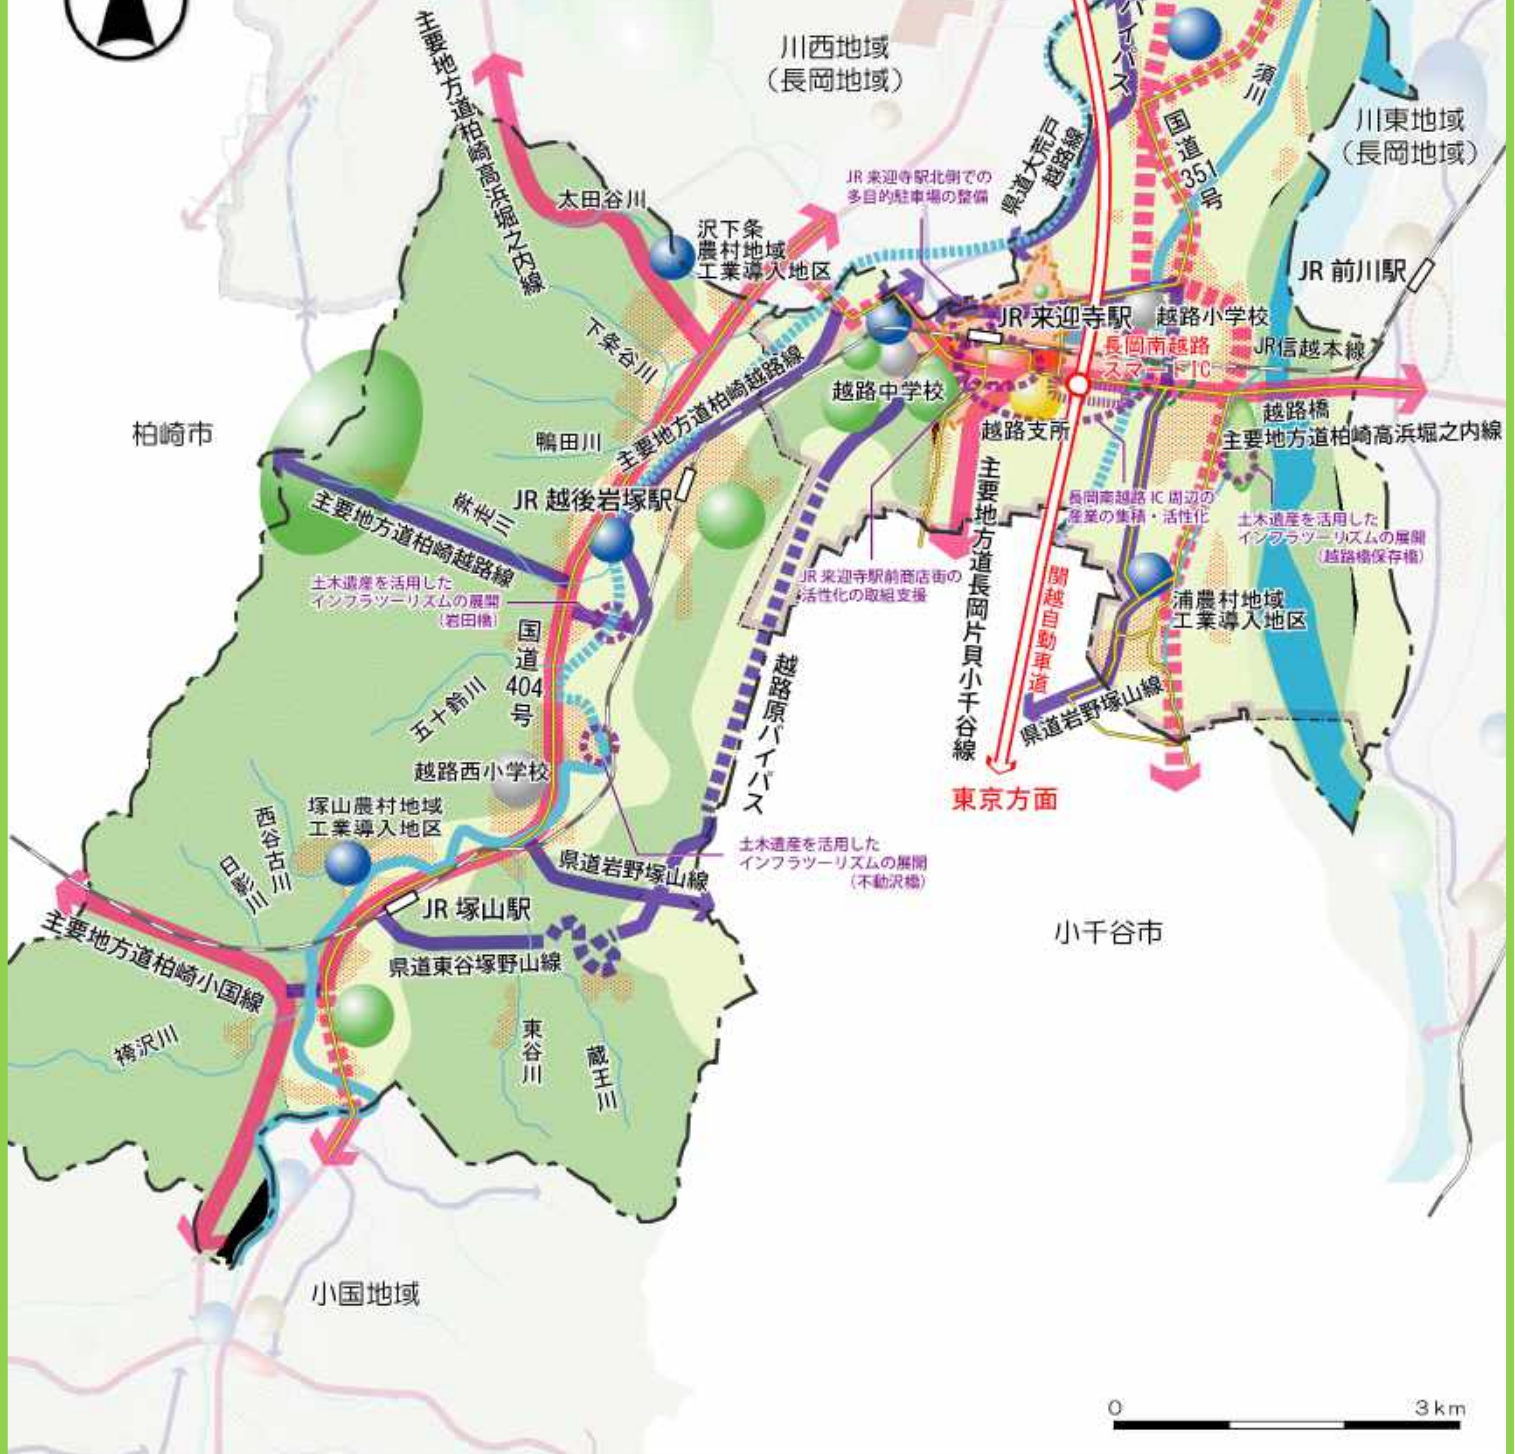 川西地域
（長岡地域）
バイパス
須川
川東地域
（長岡地域）
主要地方道柏崎高浜堀之内線
国道351号
県道大荒戸
越路線
JR 来迎寺駅北側での
多目的駐車場の整備
太田谷川
沢下条
農村地域
工業導入地区
JR 前川駅
JR 来迎寺駅
越路小学校
長岡南越路
スマートIC
JR信越本線
下条谷川
主要地方道柏崎越路線
越路中学校
越路橋
主要地方道柏崎高浜堀之内線
柏崎市
鴨田川
越路支所
JR 越後岩塚駅
主要地方道柏崎越路線
主要地方道長岡片貝小千谷線
長岡南越路 IC 周辺の
産業の集積・活性化
土木遺産を活用した
インフラツーリズムの展開
（越路橋保存橋）
土木遺産を活用した
インフラツーリズムの展開
（岩田橋）
JR 来迎寺駅前商店街の
活性化の取組支援
関越自動車道
浦農村地域
工業導入地区
国道404号
越路原バイパス
五十鈴川
県道岩野塚山線
越路西小学校
東京方面
塚山農村地域
工業導入地区
西谷古川
日影川
土木遺産を活用した
インフラツーリズムの展開
（不動沢橋）
県道岩野塚山線
JR 塚山駅
主要地方道柏崎小国線
県道東谷塚野山線
小千谷市
袴沢川
東谷川
蔵王川
小国地域
0
3km